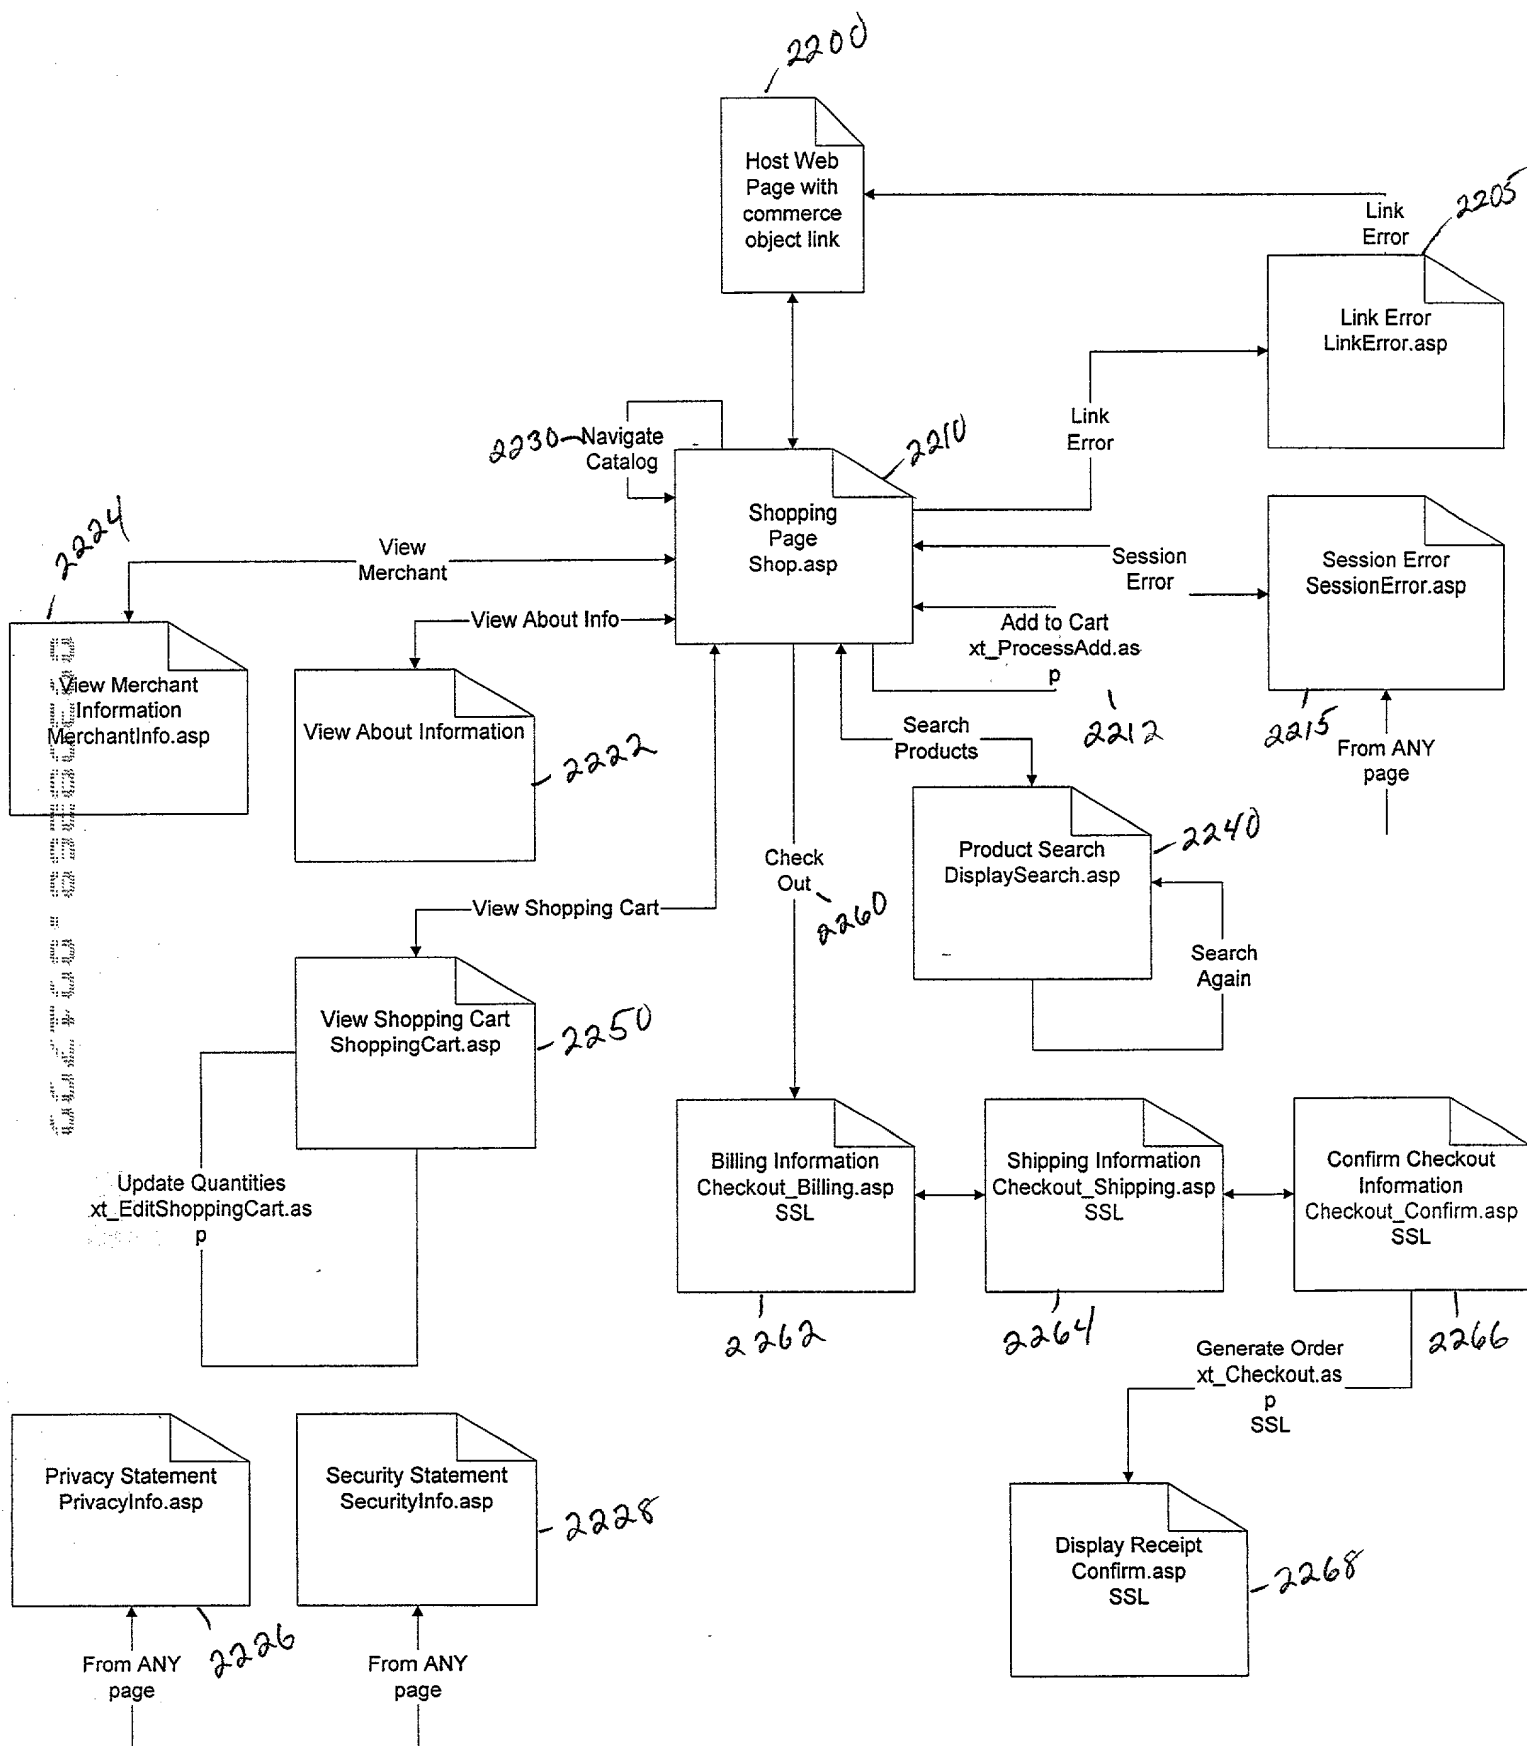 2200
Host Web
Page with
commerce
object link
Link
Error
2205
Link Error
LinkError.asp
Link
Error
2230
Navigate
Catalog
2210
Shopping
Page
Shop.asp
2224
View
Merchant
Session
Error
Session Error
SessionError.asp
View About Info
Add to Cart
xt_ProcessAdd.as
p
View Merchant
Information
MerchantInfo.asp
View About Information
2222
Search
Products
2212
2215
From ANY
page
2240
Product Search
DisplaySearch.asp
Check
Out
2260
View Shopping Cart
Search
Again
View Shopping Cart
ShoppingCart.asp
2250
Update Quantities
xt_EditShoppingCart.as
p
Billing Information
Checkout_Billing.asp
SSL
Shipping Information
Checkout_Shipping.asp
SSL
Confirm Checkout
Information
Checkout_Confirm.asp
SSL
2262
2264
2266
Generate Order
xt_Checkout.as
p
SSL
Privacy Statement
PrivacyInfo.asp
Security Statement
SecurityInfo.asp
2228
Display Receipt
Confirm.asp
SSL
2268
2226
From ANY
page
From ANY
page